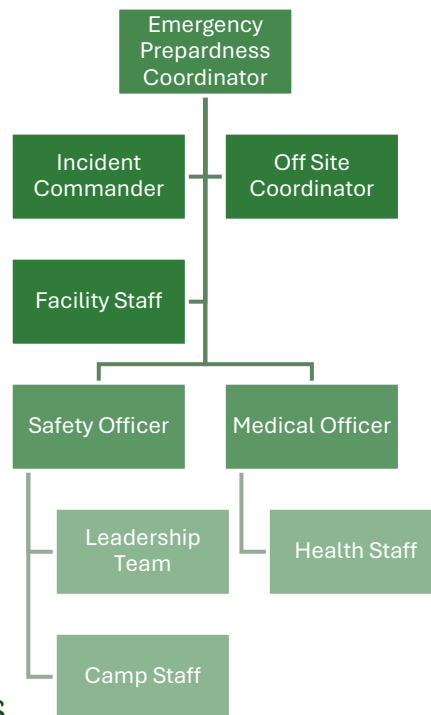 Emergency
Prepardness
Coordinator
Incident
Commander
Off Site
Coordinator
Facility Staff
Safety Officer
Medical Officer
Leadership
Team
Health Staff
Camp Staff